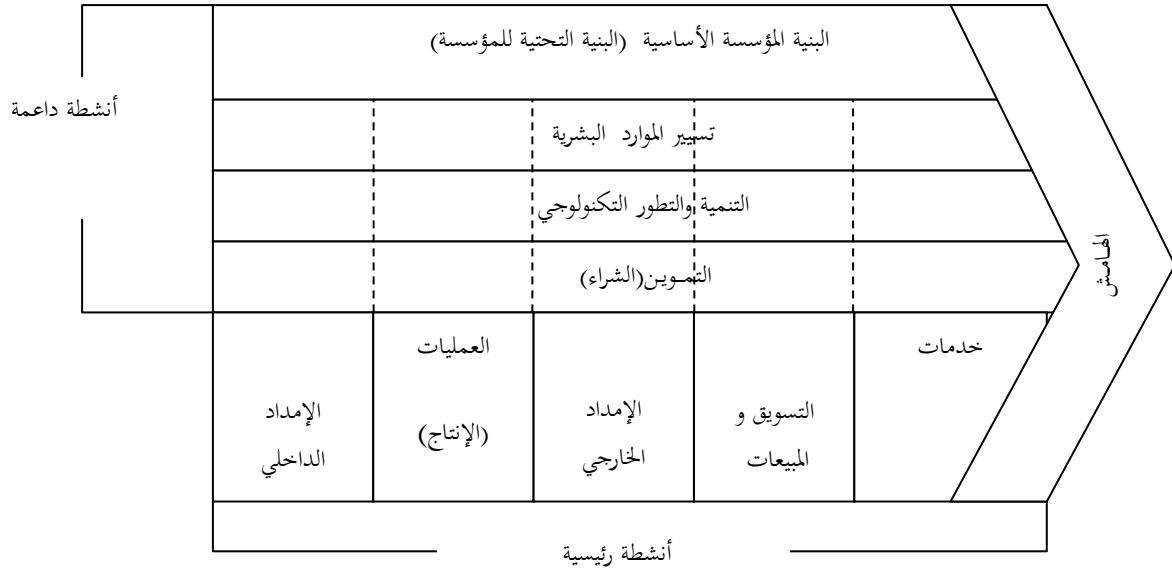 البنية المؤسسة الأساسية (البنية التحتية للمؤسسة)
أنشطة داعمة
تسيير الموارد البشرية
التنمية والتطور التكنولوجي
التموين(الشراء)
الهامش
الإمداد
الداخلي
العمليات
(الإنتاج)
الإمداد
الخارجي
التسويق و
المبيعات
خدمات
أنشطة رئيسية